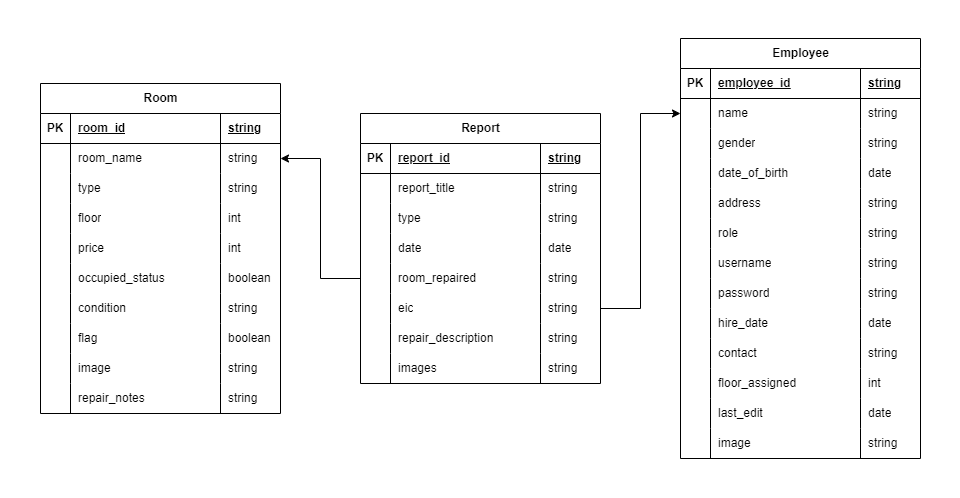 Room
PK room_id string
room_name string
type string
floor int
price int
occupied_status boolean
condition string
flag boolean
image string
repair_notes string
Report
PK report_id string
report_title string
type string
date date
room_repaired string
eic string
repair_description string
images string
Employee
PK employee_id string
name string
gender string
date_of_birth date
address string
role string
username string
password string
hire_date date
contact string
floor_assigned int
last_edit date
image string